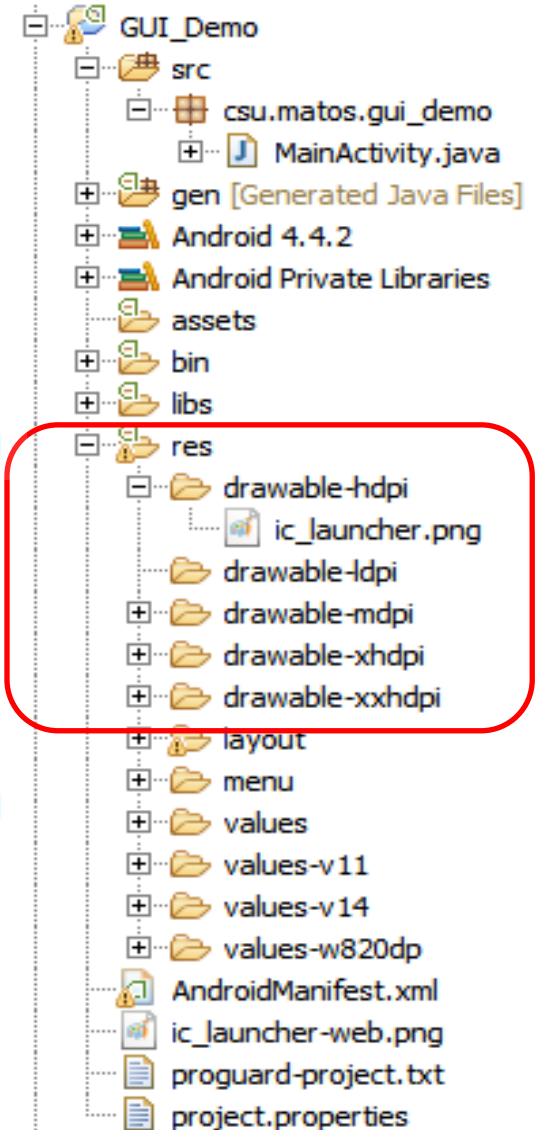 GUI_Demo
src
csu.matos.gui_demo
MainActivity.java
gen [Generated Java Files]
Android 4.4.2
Android Private Libraries
assets
bin
libs
res
drawable-hdpi
ic_launcher.png
drawable-ldpi
drawable-mdpi
drawable-xhdpi
drawable-xxhdpi
layout
menu
values
values-v11
values-v14
values-w820dp
AndroidManifest.xml
ic_launcher-web.png
proguard-project.txt
project.properties